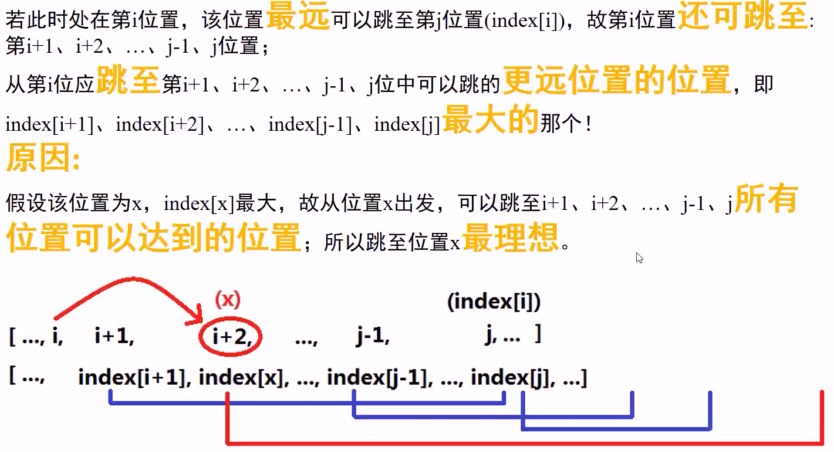 若此时处在第i位置，该位置最远可以跳至第j位置(index[i])，故第i位置还可跳至:
第i+1、i+2、…、j-1、j位置；
从第i位应跳至第i+1、i+2、…、j-1、j位中可以跳的更远位置的位置，即
index[i+1]、index[i+2]、…、index[j-1]、index[j]最大的那个！
原因:
假设该位置为x，index[x]最大，故从位置x出发，可以跳至i+1、i+2、…、j-1、j所有
位置可以达到的位置；所以跳至位置x最理想。
(x) (index[i])
[ ..., i, i+1, i+2, ..., j-1, j, ... ]
[ ..., index[i+1], index[x], ..., index[j-1], ..., index[j], ...]